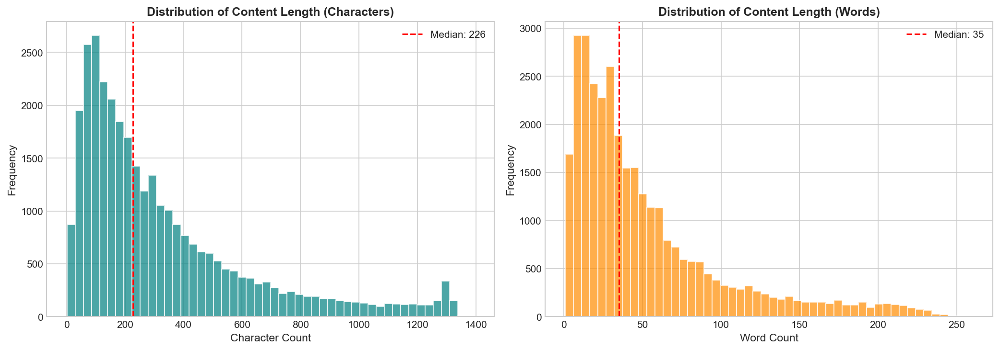 Distribution of Content Length (Characters)
Median: 226
2500
2000
1500
1000
500
0
Frequency
0 200 400 600 800 1000 1200 1400
Character Count
Distribution of Content Length (Words)
Median: 35
3000
2500
2000
1500
1000
500
0
Frequency
0 50 100 150 200 250
Word Count